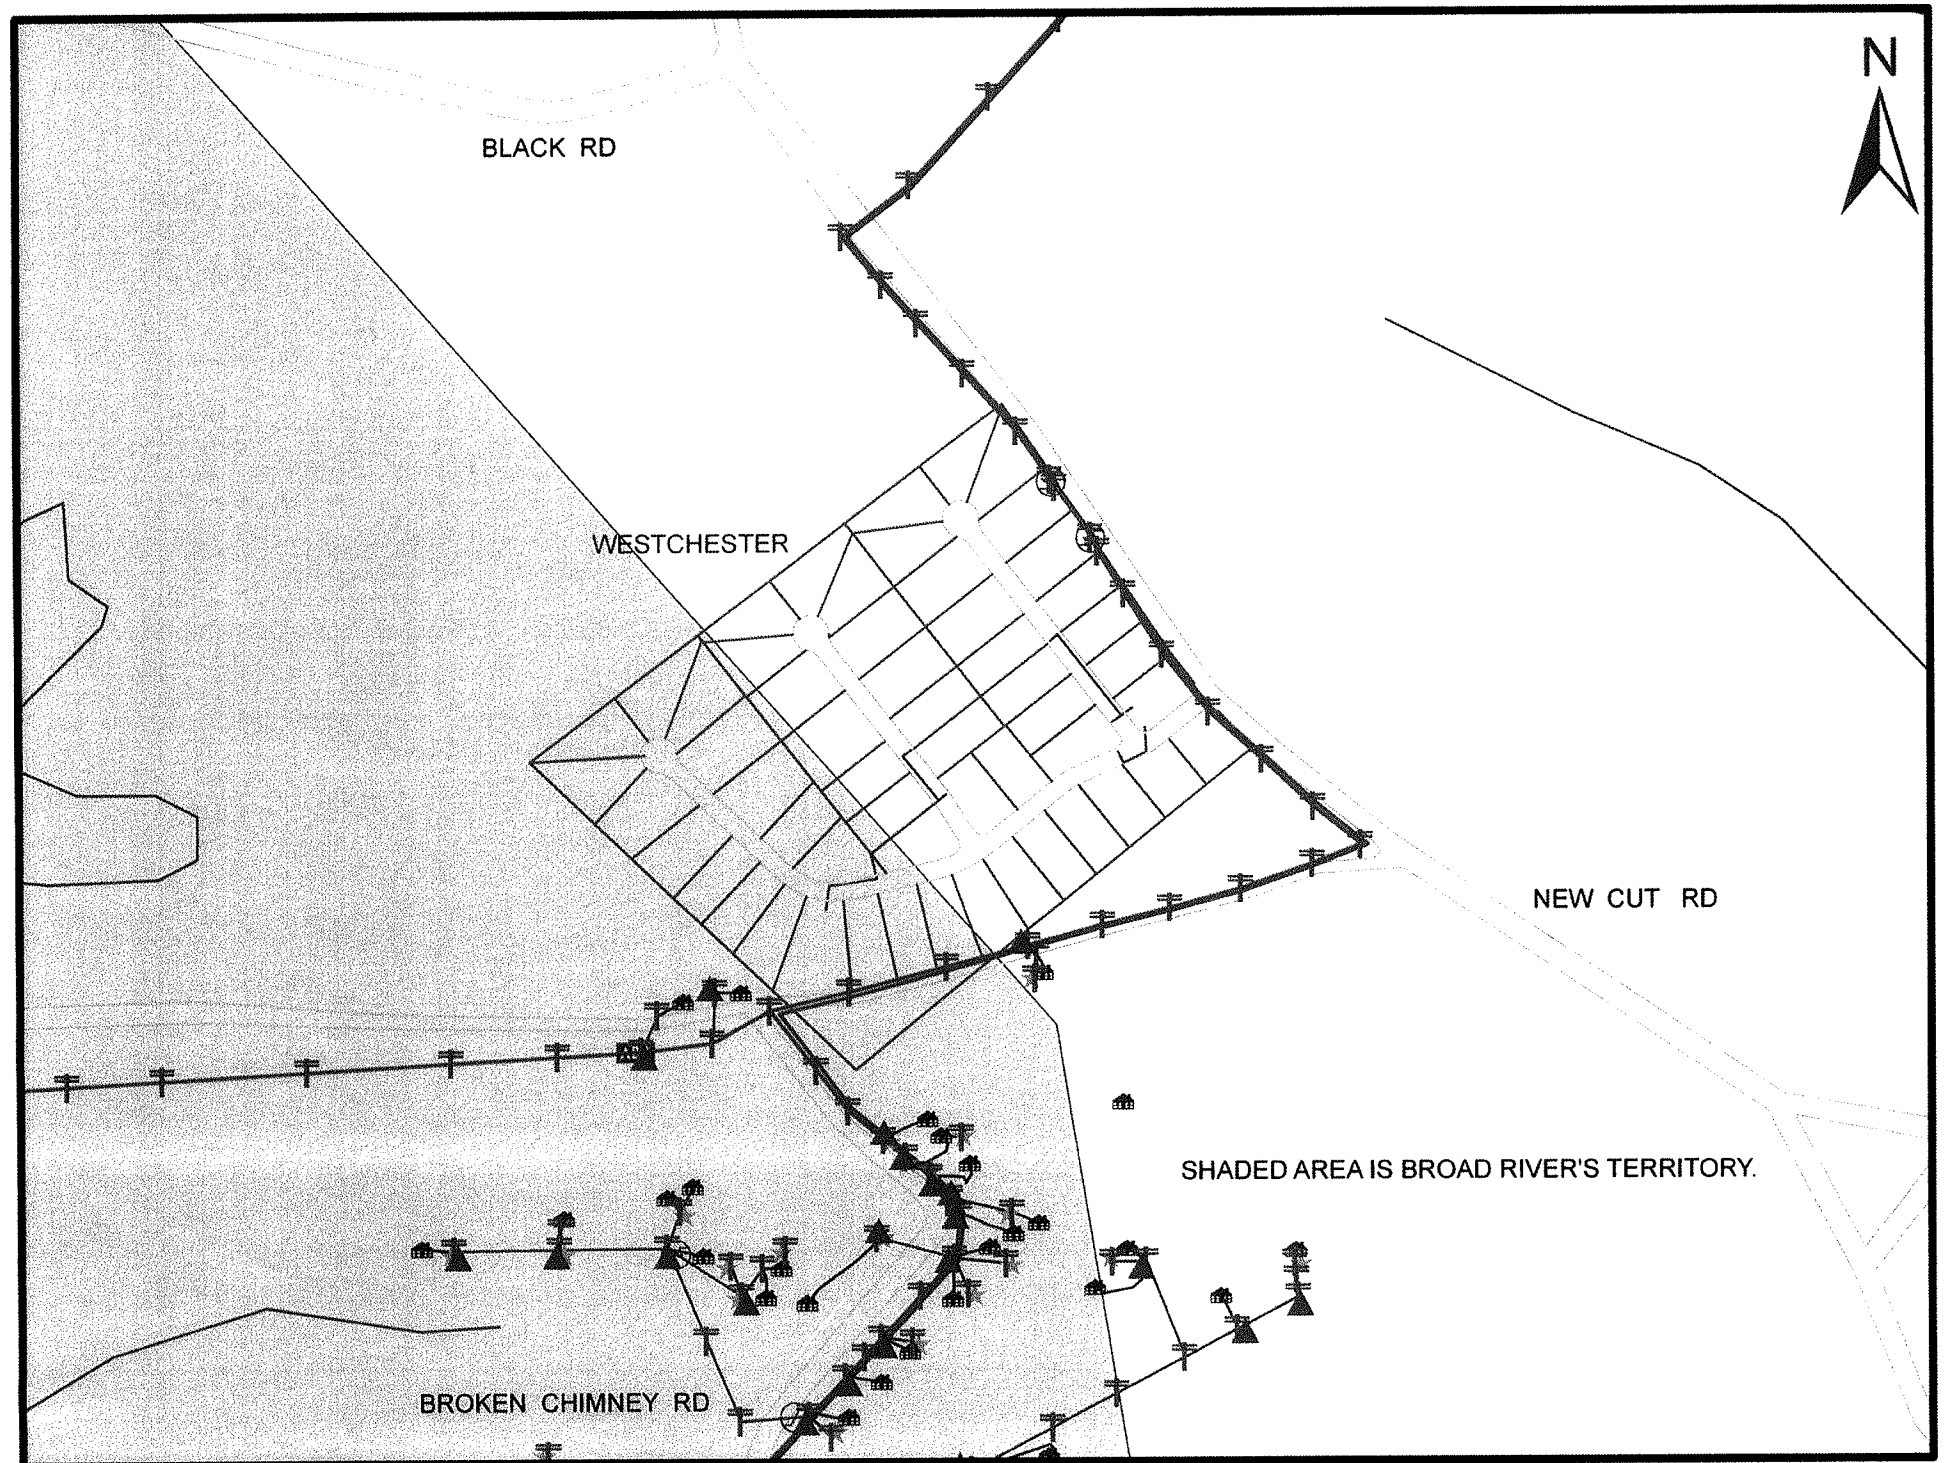 N
BLACK RD
WESTCHESTER
NEW CUT RD
SHADED AREA IS BROAD RIVER'S TERRITORY.
BROKEN CHIMNEY RD